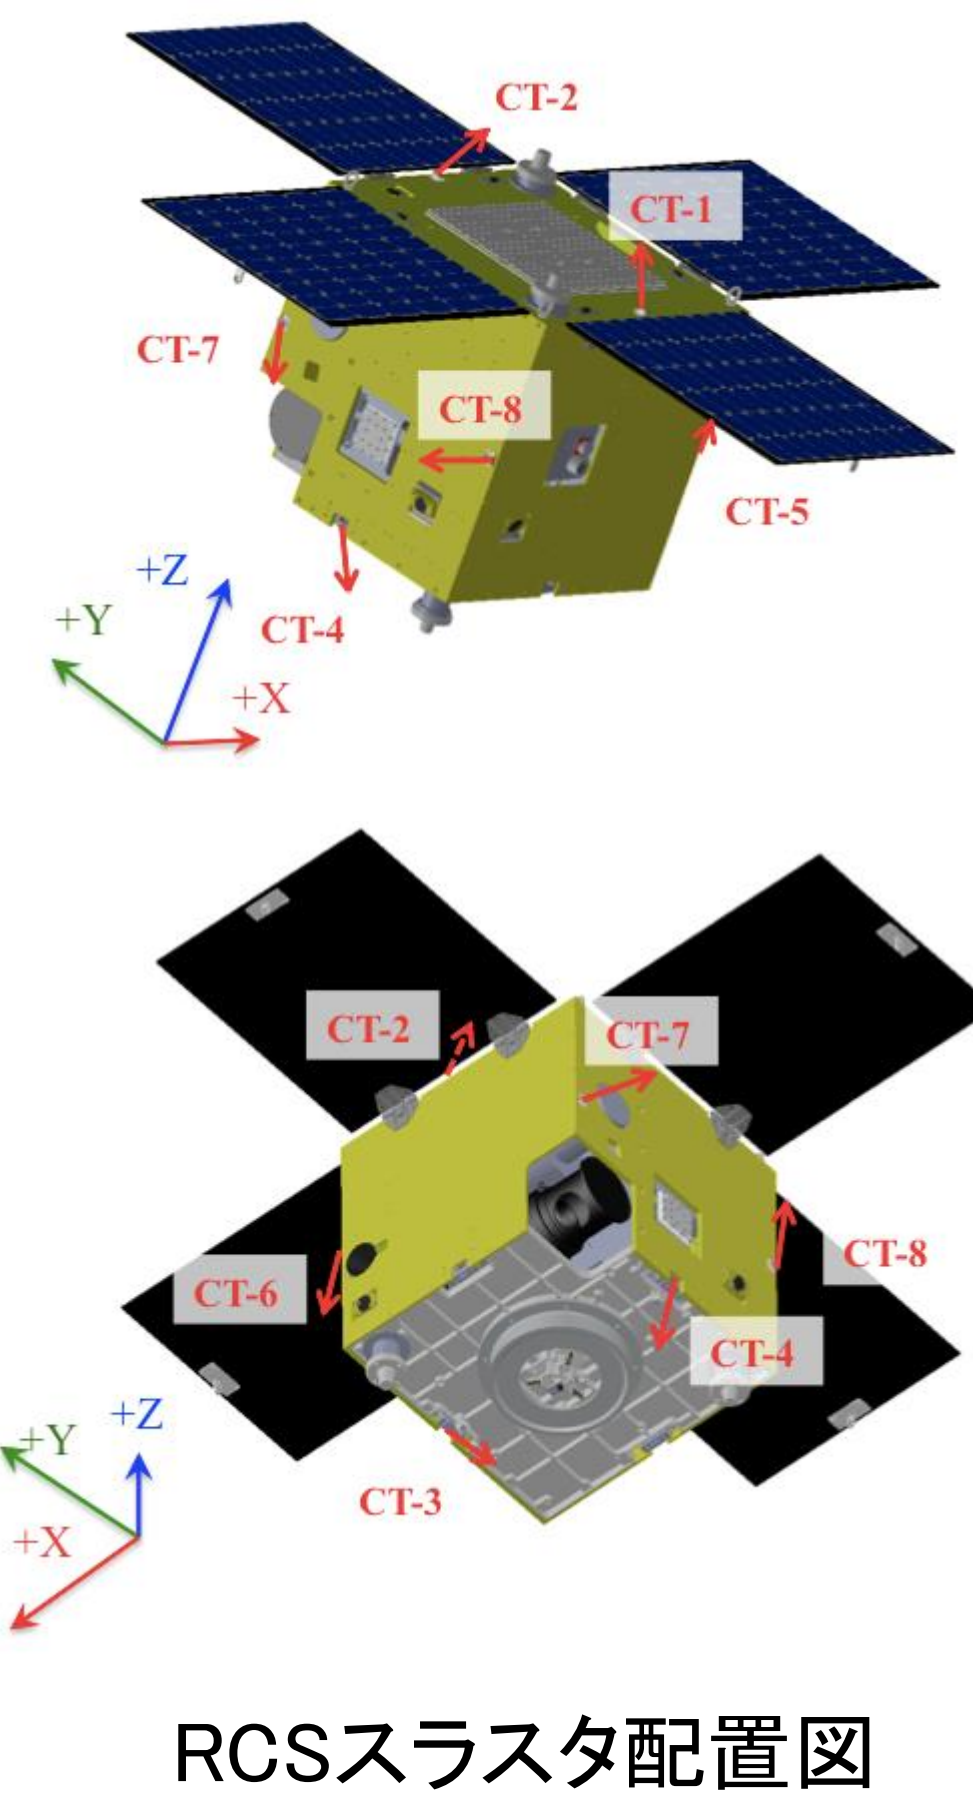 CT-2
CT-1
CT-7
CT-8
CT-5
+Z
+Y
CT-4
+X
CT-2
CT-7
CT-8
CT-6
CT-4
+Z
+Y
CT-3
+X
RCSスラスタ配置図